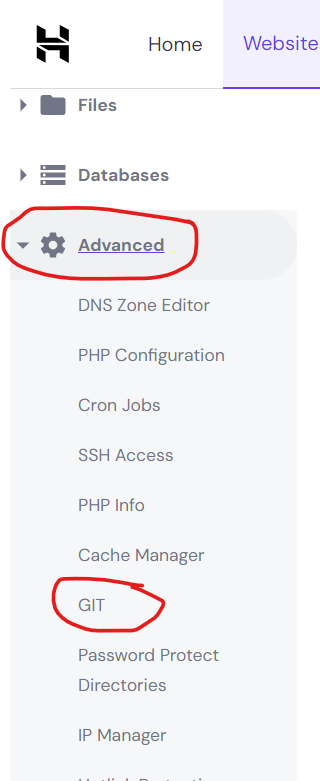 Home
Website
Files
Databases
Advanced
DNS Zone Editor
PHP Configuration
Cron Jobs
SSH Access
PHP Info
Cache Manager
GIT
Password Protect
Directories
IP Manager